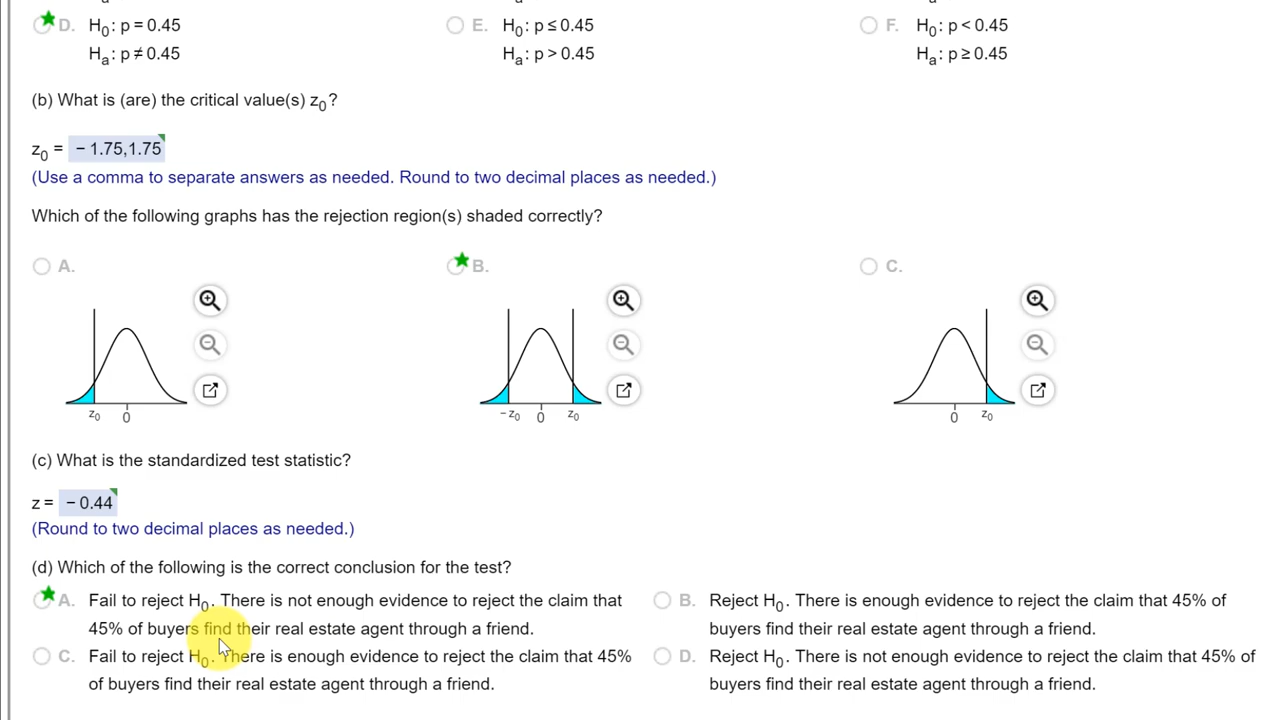 D. H0: p = 0.45 E. H0: p ≤ 0.45 F. H0: p < 0.45
Ha: p ≠ 0.45 Ha: p > 0.45 Ha: p ≥ 0.45
(b) What is (are) the critical value(s) z0?
z0 = − 1.75,1.75
(Use a comma to separate answers as needed. Round to two decimal places as needed.)
Which of the following graphs has the rejection region(s) shaded correctly?
A. B. C.
z0 0 −z0 0 z0 0 z0
(c) What is the standardized test statistic?
z = − 0.44
(Round to two decimal places as needed.)
(d) Which of the following is the correct conclusion for the test?
A. Fail to reject H0. There is not enough evidence to reject the claim that
45% of buyers find their real estate agent through a friend.
B. Reject H0. There is enough evidence to reject the claim that 45% of
buyers find their real estate agent through a friend.
C. Fail to reject H0. There is enough evidence to reject the claim that 45%
of buyers find their real estate agent through a friend.
D. Reject H0. There is not enough evidence to reject the claim that 45% of
buyers find their real estate agent through a friend.